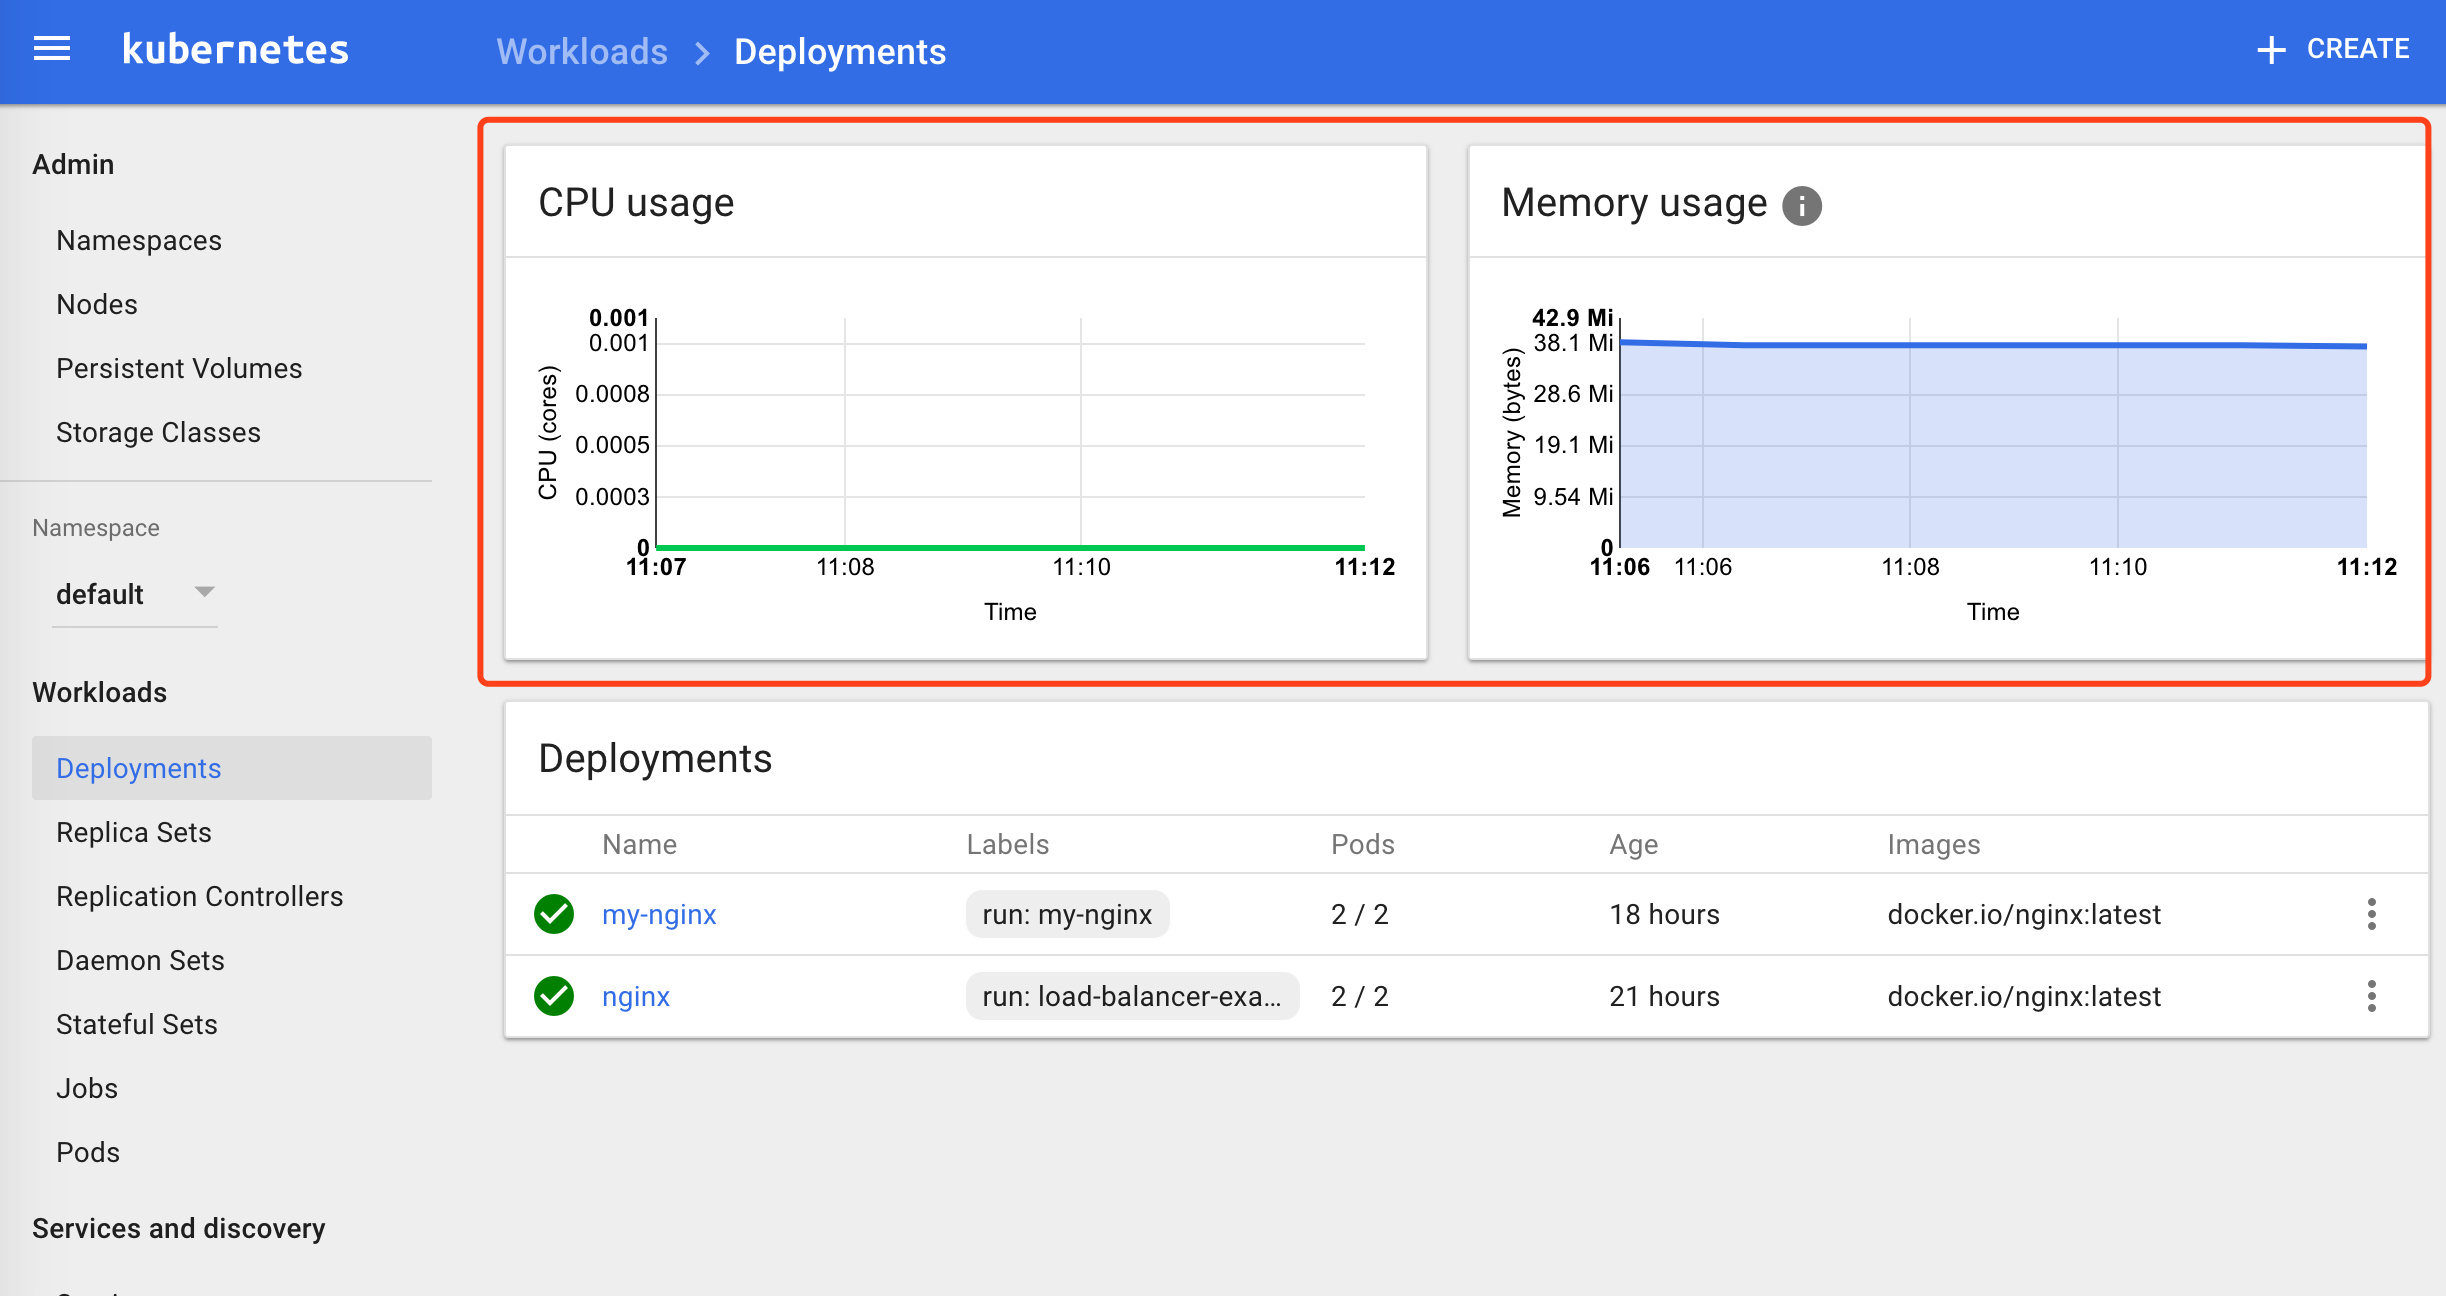 kubernetes
Workloads > Deployments
+ CREATE
Admin
Namespaces
Nodes
Persistent Volumes
Storage Classes
Namespace
default
Workloads
Deployments
Replica Sets
Replication Controllers
Daemon Sets
Stateful Sets
Jobs
Pods
Services and discovery
CPU usage
CPU (cores)
0.001
0.001
0.0008
0.0005
0.0003
0
11:07 11:08 11:10 11:12
Time
Memory usage i
Memory (bytes)
42.9 Mi
38.1 Mi
28.6 Mi
19.1 Mi
9.54 Mi
0
11:06 11:06 11:08 11:10 11:12
Time
Deployments
Name Labels Pods Age Images
my-nginx run: my-nginx 2 / 2 18 hours docker.io/nginx:latest
nginx run: load-balancer-exa... 2 / 2 21 hours docker.io/nginx:latest